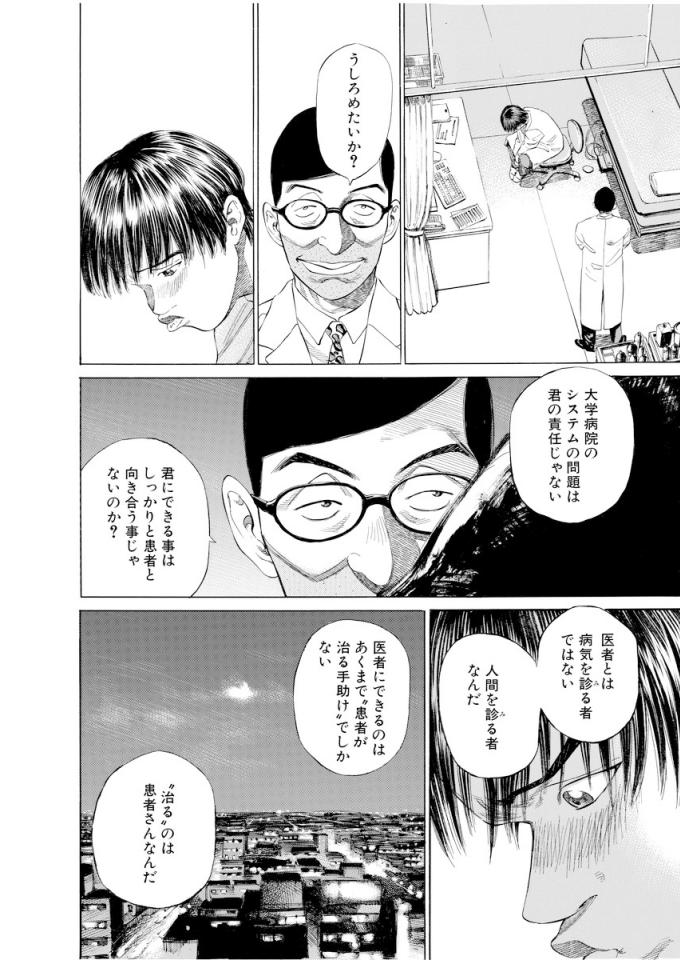 うしろめたいか？
大学病院の
システムの問題は
君の責任じゃない
君にできる事は
しっかりと患者と
向き合う事じゃ
ないのか？
医者とは
病気を診る者
ではない
人間を診る者
なんだ
医者にできるのは
あくまで〝患者が
治る手助け〟でしか
ない
〝治る〟のは
患者さんなんだ